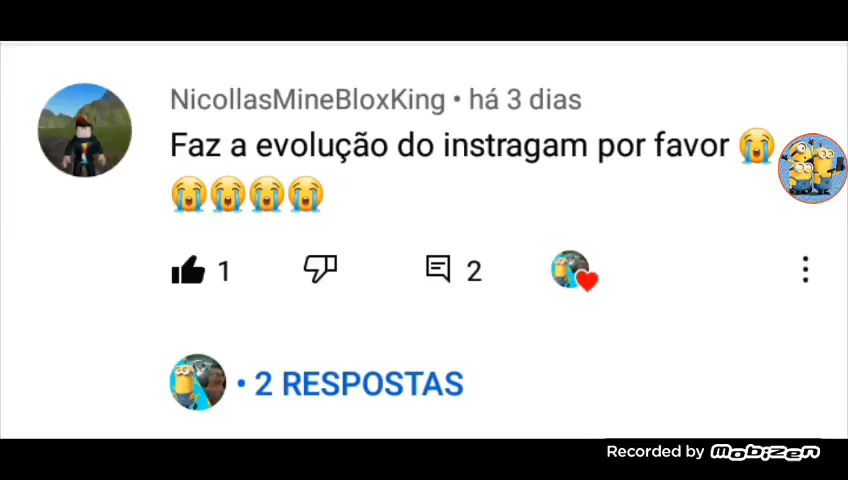 NicollasMineBloxKing • há 3 dias
Faz a evolução do instragam por favor 😭
😭😭😭😭
1
2
• 2 RESPOSTAS
Recorded by Mobizen